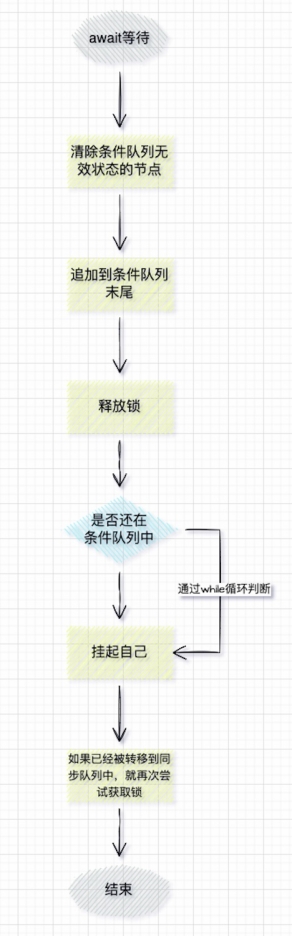 await等待
清除条件队列无
效状态的节点
追加到条件队列
末尾
释放锁
是否还在
条件队列中
通过while循环判断
挂起自己
如果已经被转移到同
步队列中，就再次尝
试获取锁
结束